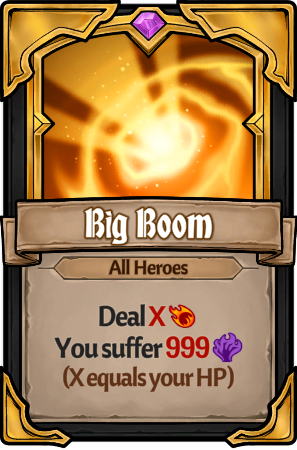 Big Boom
All Heroes
Deal X
You suffer 999
(X equals your HP)